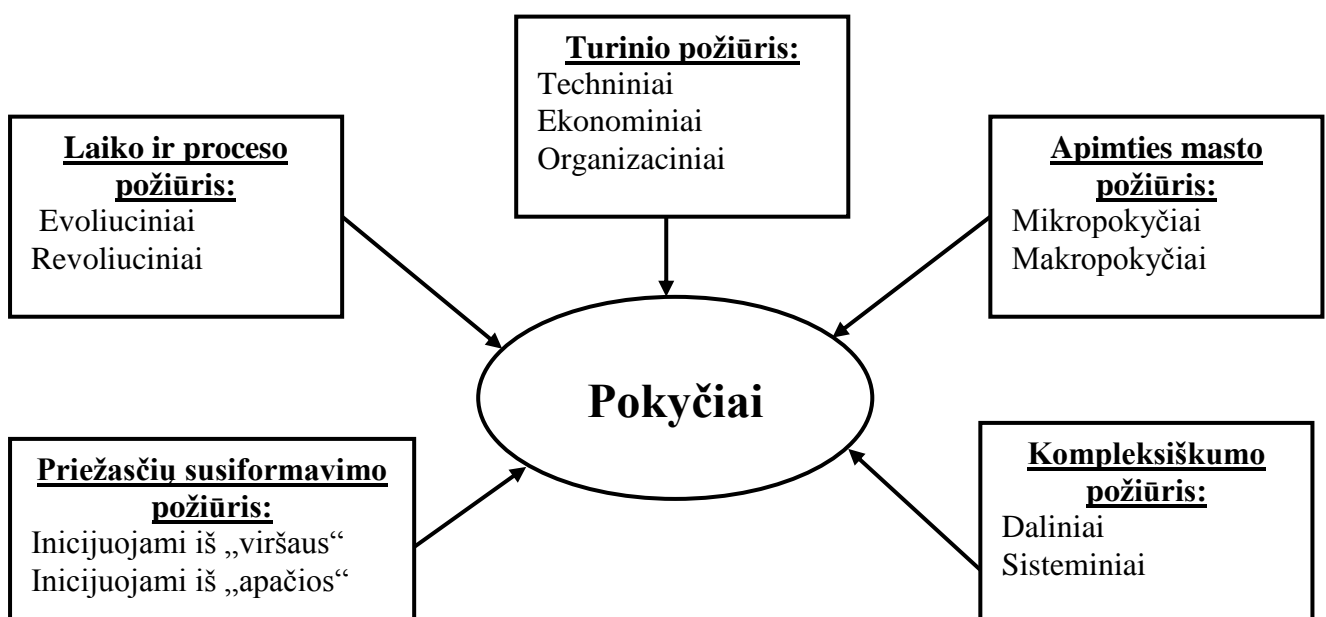 Turinio požiūris:
Techniniai
Ekonominiai
Organizaciniai
Laiko ir proceso
požiūris:
Evoliuciniai
Revoliuciniai
Apimties masto
požiūris:
Mikropokyčiai
Makropokyčiai
Pokyčiai
Priežasčių susiformavimo
požiūris:
Inicijuojami iš „viršaus“
Inicijuojami iš „apačios“
Kompleksiškumo
požiūris:
Daliniai
Sisteminiai